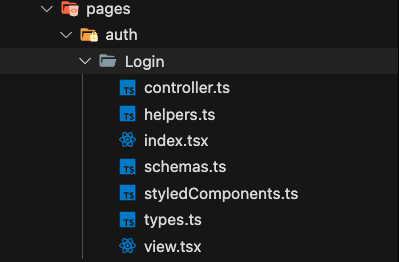 pages
auth
Login
TS controller.ts
TS helpers.ts
index.tsx
TS schemas.ts
TS styledComponents.ts
TS types.ts
view.tsx